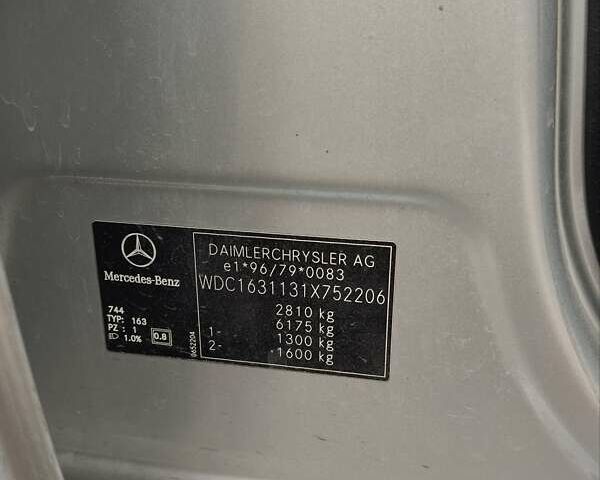 Mercedes-Benz
744
TYP: 163
PZ : 1
1.0% 0.8
0652204
DAIMLERCHRYSLER AG
e1*96/79*0083
WDC1631131X752206
2810 kg
6175 kg
1- 1300 kg
2- 1600 kg